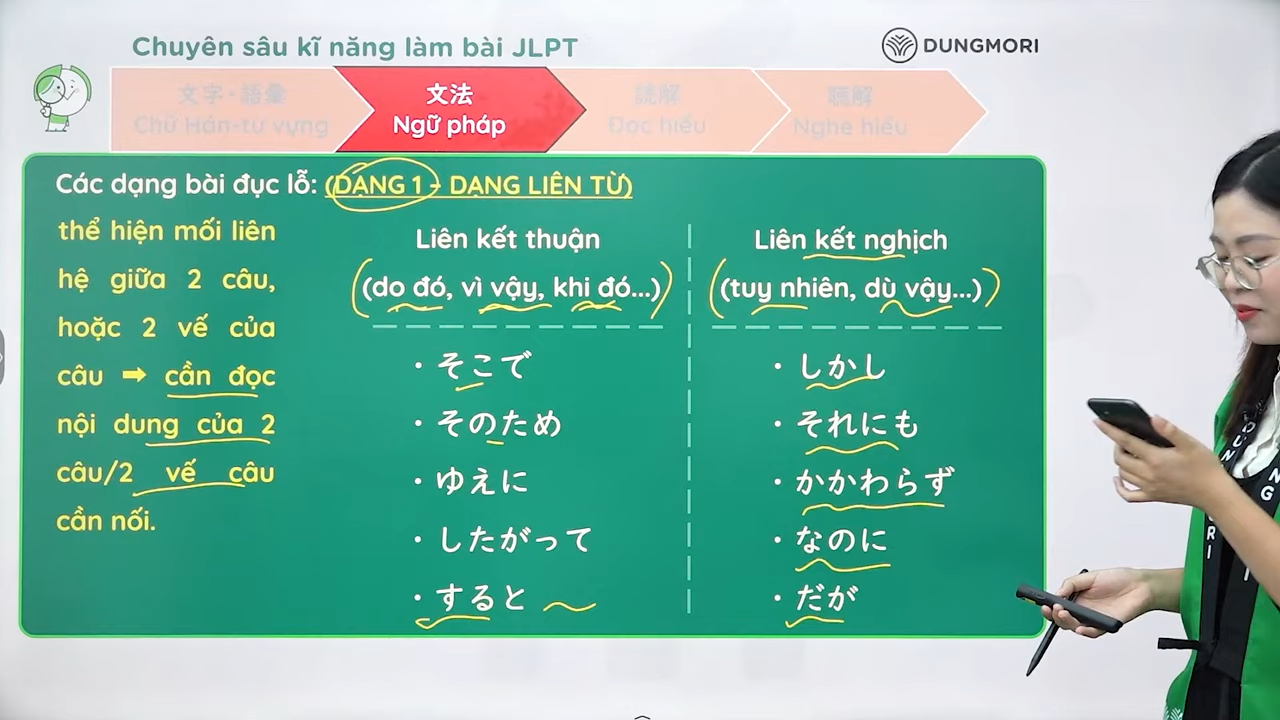 Chuyên sâu kĩ năng làm bài JLPT
DUNGMORI
文字・語彙
Chữ Hán-từ vựng
文法
Ngữ pháp
読解
Đọc hiểu
聴解
Nghe hiểu
Các dạng bài đục lỗ: (DẠNG 1 - DẠNG LIÊN TỪ)
thể hiện mối liên
hệ giữa 2 câu,
hoặc 2 vế của
câu ➡ cần đọc
nội dung của 2
câu/2 vế câu
cần nối.
Liên kết thuận
(do đó, vì vậy, khi đó...)
・そこで
・そのため
・ゆえに
・したがって
・すると
Liên kết nghịch
(tuy nhiên, dù vậy...)
・しかし
・それにも
・かかわらず
・なのに
・だが